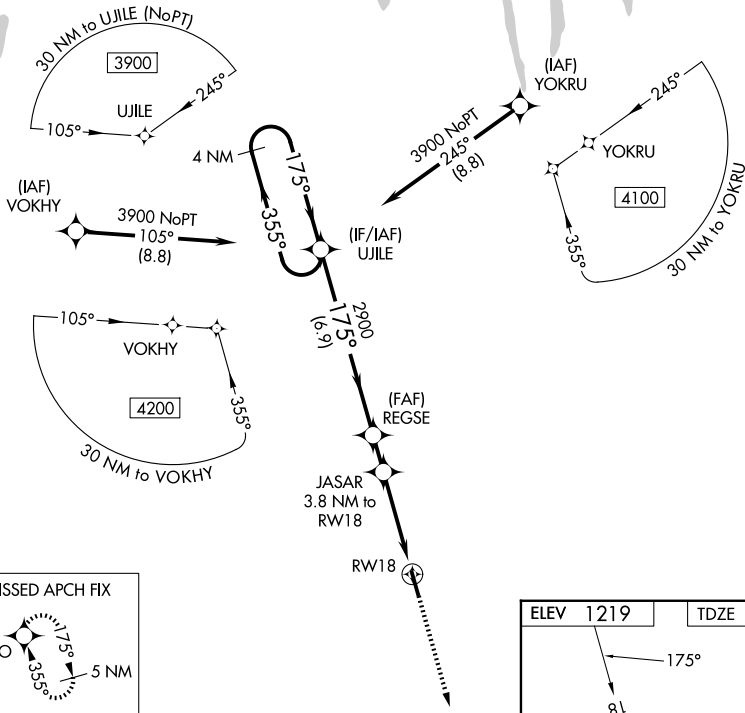 30 NM to UJILE (NoPT)
3900
UJILE
105°
245°
(IAF)
YOKRU
3900 NoPT
245°
(8.8)
245°
YOKRU
4100
355°
30 NM to YOKRU
4 NM
175°
355°
(IF/IAF)
UJILE
(IAF)
VOKHY
3900 NoPT
105°
(8.8)
2900
175°
(6.9)
105°
VOKHY
4200
355°
30 NM to VOKHY
(FAF)
REGSE
JASAR
3.8 NM to
RW18
RW18
ISSED APCH FIX
O
175°
355°
5 NM
ELEV 1219
TDZE
175°
18